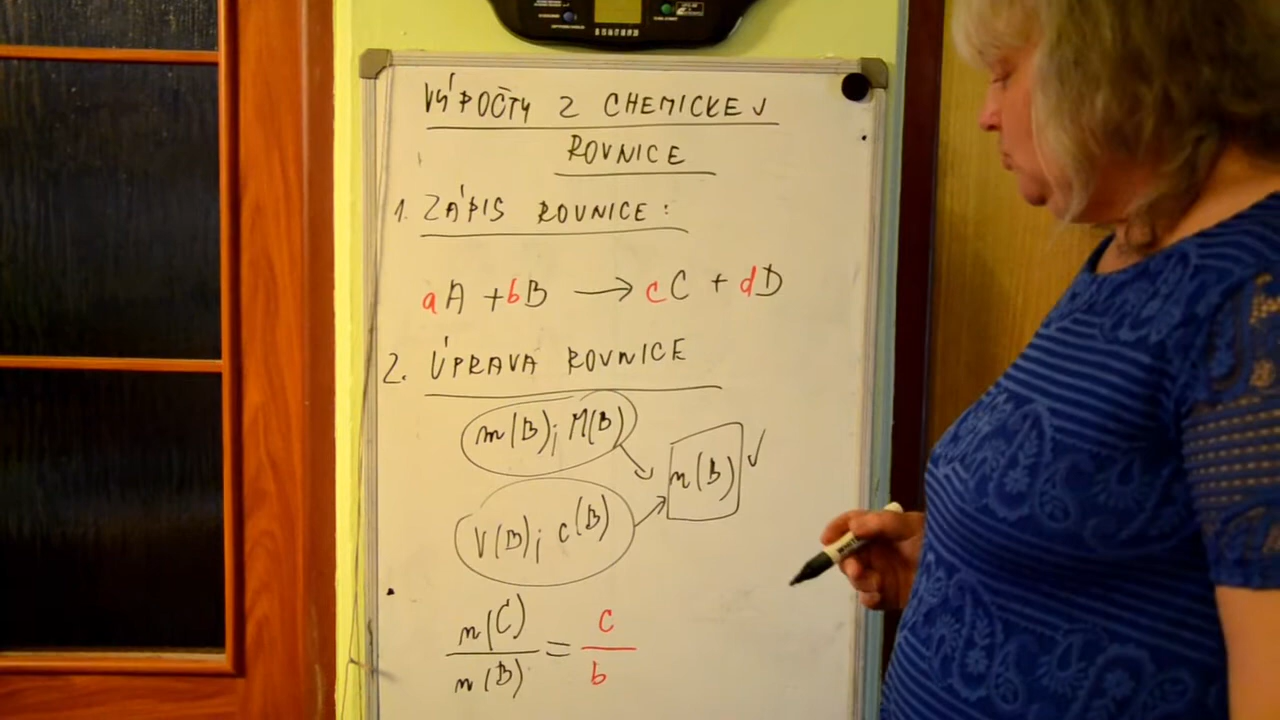 VÝPOČTY Z CHEMICKEJ
ROVNICE
1. ZÁPIS ROVNICE:
aA + bB → cC + dD
2. ÚPRAVA ROVNICE
m(B); M(B)
n(B) ✓
V(B); c(B)
n(C)/n(B) = c/b